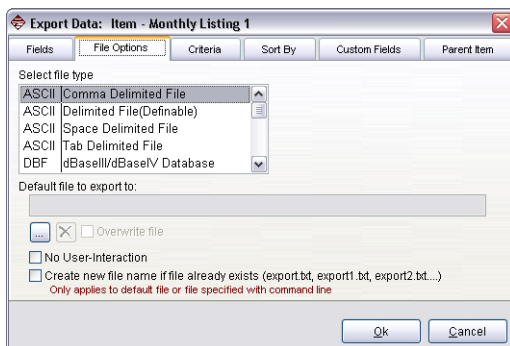 Export Data: Item - Monthly Listing 1
Fields File Options Criteria Sort By Custom Fields Parent Item
Select file type
ASCII Comma Delimited File
ASCII Delimited File(Definable)
ASCII Space Delimited File
ASCII Tab Delimited File
DBF dBaseIII/dBaseIV Database
Default file to export to:
... Overwrite file
No User-Interaction
Create new file name if file already exists (export.txt, export1.txt, export2.txt....)
Only applies to default file or file specified with command line
Ok Cancel